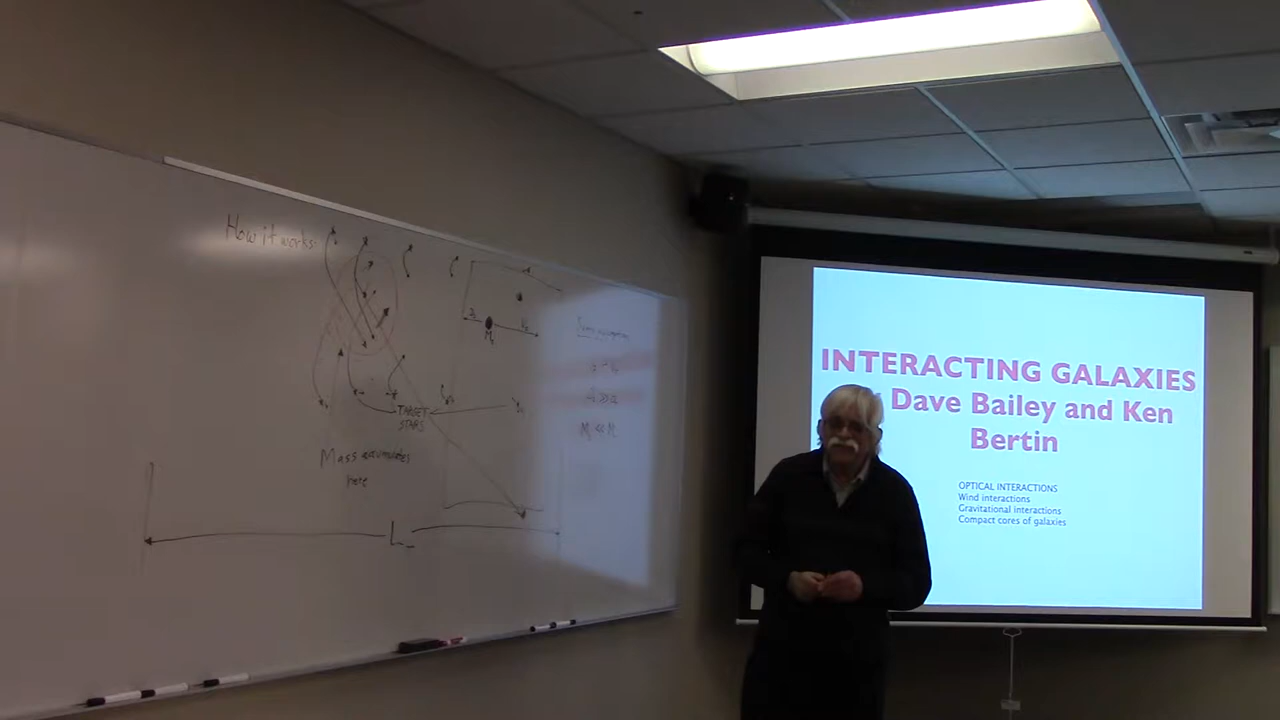 How it works:
M₁
TARGET
STARS
Mass accumulates
here
L
INTERACTING GALAXIES
Dave Bailey and Ken
Bertin
OPTICAL INTERACTIONS
Wind interactions
Gravitational interactions
Compact cores of galaxies